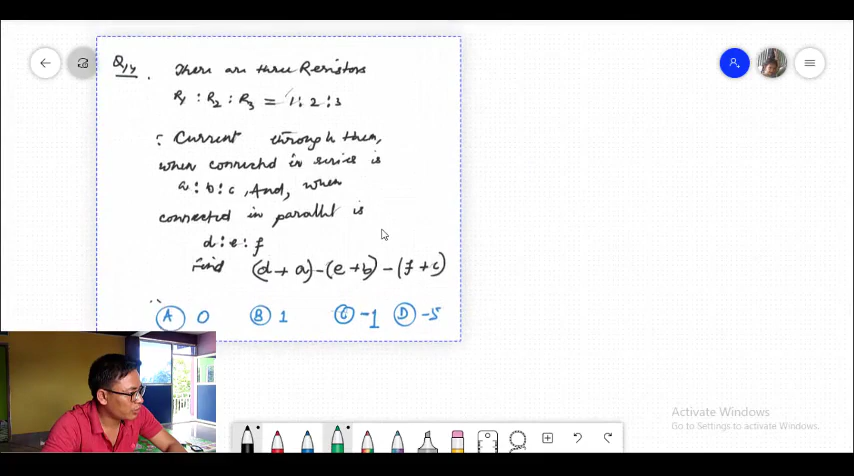 Q/14. There are three Resistors
R1 : R2 : R3 = 1 : 2 : 3
: Current through them,
when connected in series is
a : b : c, And, when
connected in parallel is
d : e : f
Find (d + a) - (e + b) - (f + c)
A 0 B 1 C -1 D -5
Activate Windows
Go to Settings to activate Windows.